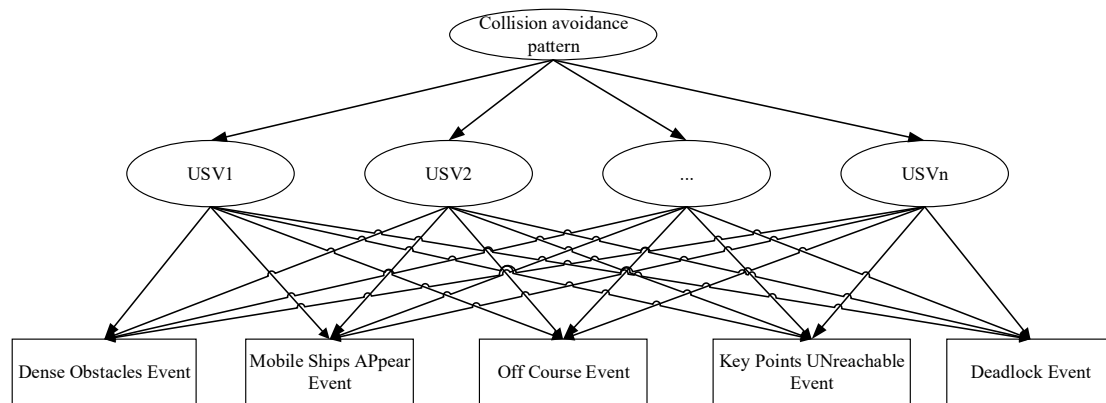 Collision avoidance
pattern
USV1
USV2
...
USVn
Dense Obstacles Event
Mobile Ships APpear
Event
Off Course Event
Key Points UNreachable
Event
Deadlock Event